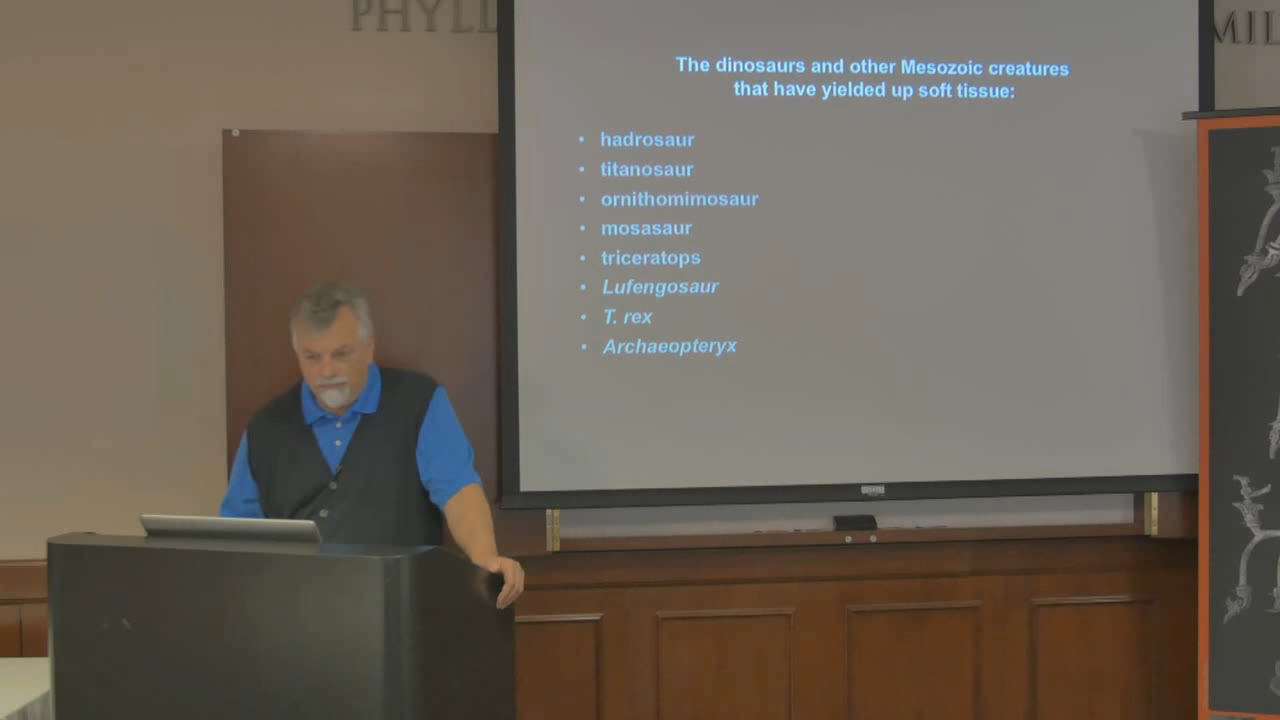 PHYLL
MIL
The dinosaurs and other Mesozoic creatures
that have yielded up soft tissue:
• hadrosaur
• titanosaur
• ornithomimosaur
• mosasaur
• triceratops
• Lufengosaur
• T. rex
• Archaeopteryx